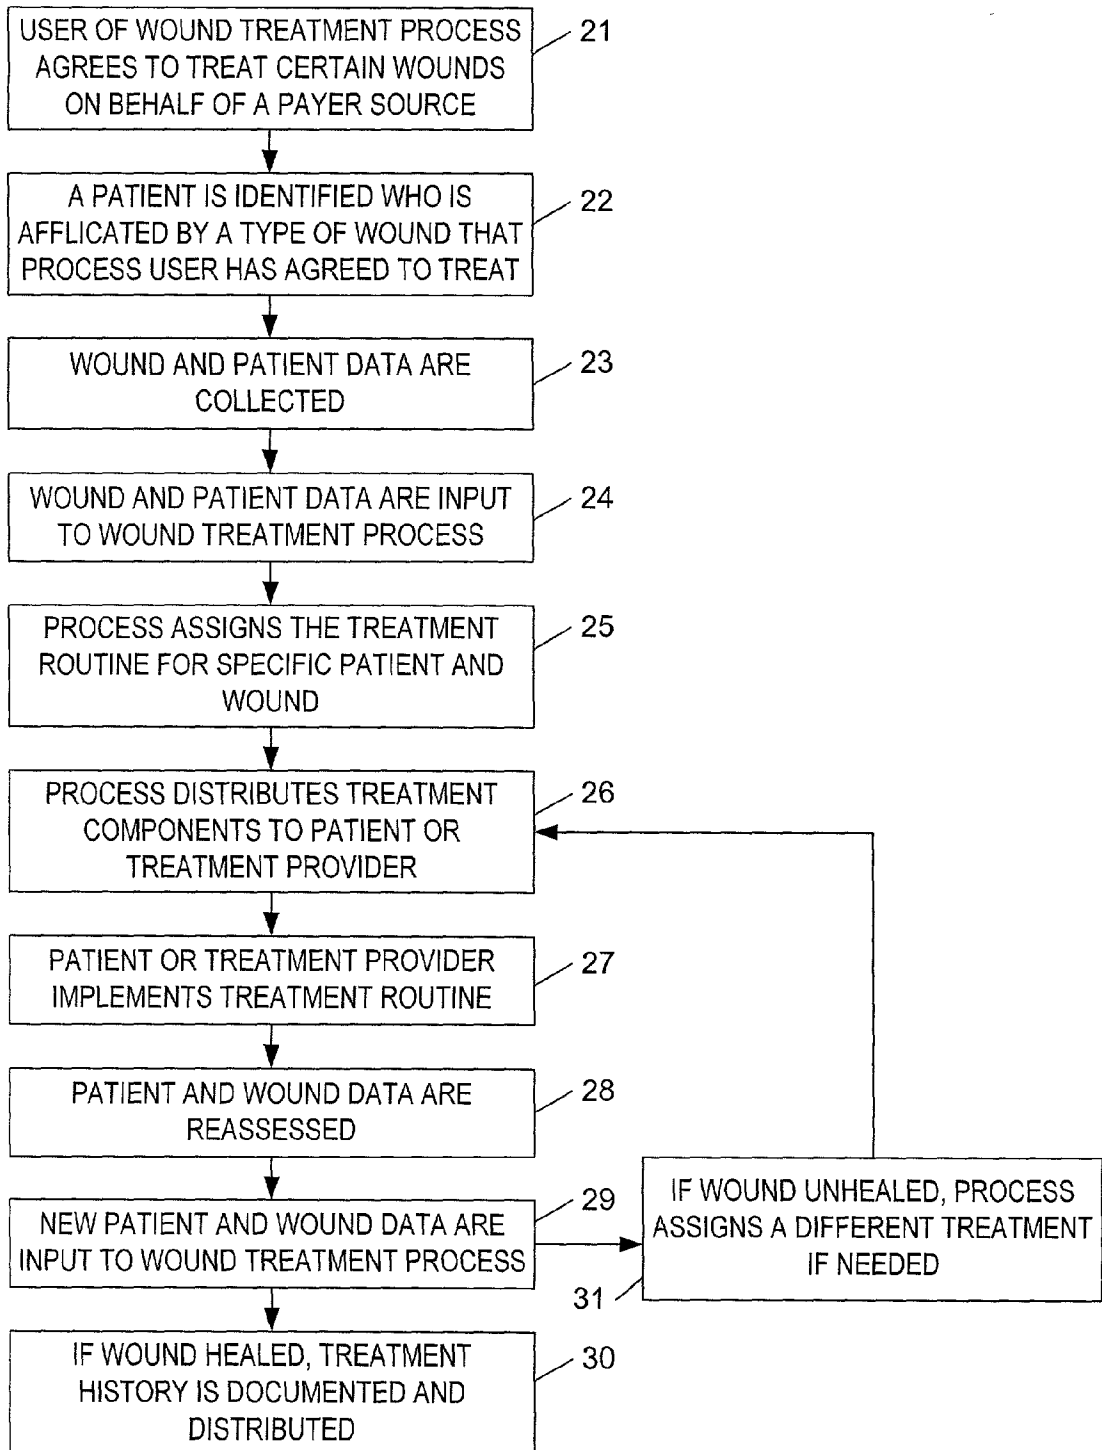 USER OF WOUND TREATMENT PROCESS
AGREES TO TREAT CERTAIN WOUNDS
ON BEHALF OF A PAYER SOURCE
21
A PATIENT IS IDENTIFIED WHO IS
AFFLICATED BY A TYPE OF WOUND THAT
PROCESS USER HAS AGREED TO TREAT
22
WOUND AND PATIENT DATA ARE
COLLECTED
23
WOUND AND PATIENT DATA ARE INPUT
TO WOUND TREATMENT PROCESS
24
PROCESS ASSIGNS THE TREATMENT
ROUTINE FOR SPECIFIC PATIENT AND
WOUND
25
PROCESS DISTRIBUTES TREATMENT
COMPONENTS TO PATIENT OR
TREATMENT PROVIDER
26
PATIENT OR TREATMENT PROVIDER
IMPLEMENTS TREATMENT ROUTINE
27
PATIENT AND WOUND DATA ARE
REASSESSED
28
NEW PATIENT AND WOUND DATA ARE
INPUT TO WOUND TREATMENT PROCESS
29
IF WOUND UNHEALED, PROCESS
ASSIGNS A DIFFERENT TREATMENT
IF NEEDED
31
IF WOUND HEALED, TREATMENT
HISTORY IS DOCUMENTED AND
DISTRIBUTED
30